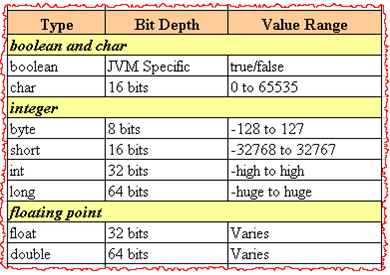 Type Bit Depth Value Range
boolean and char
boolean JVM Specific true/false
char 16 bits 0 to 65535
integer
byte 8 bits -128 to 127
short 16 bits -32768 to 32767
int 32 bits -high to high
long 64 bits -huge to huge
floating point
float 32 bits Varies
double 64 bits Varies